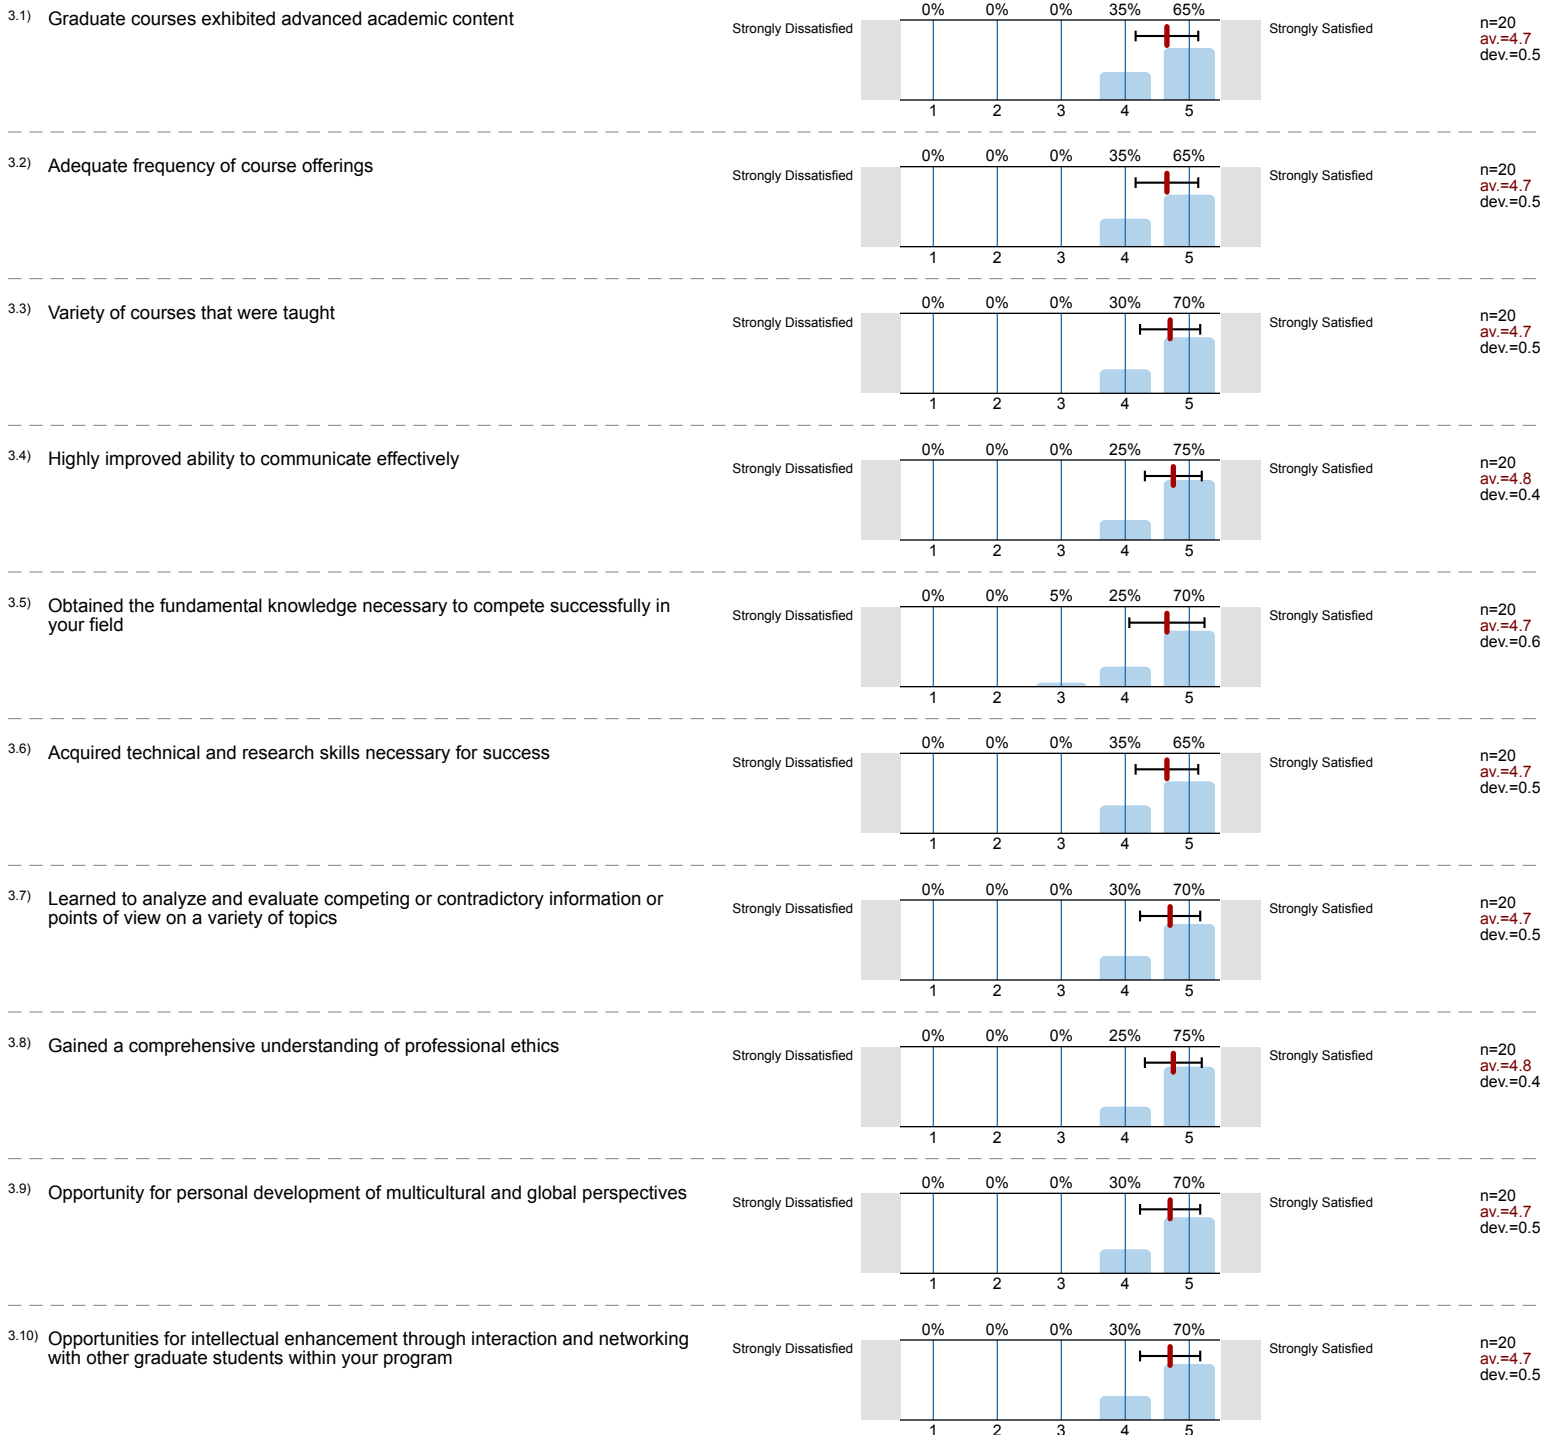 3.1) Graduate courses exhibited advanced academic content
0% 0% 0% 35% 65%
Strongly Dissatisfied Strongly Satisfied
n=20
av.=4.7
dev.=0.5
1 2 3 4 5
3.2) Adequate frequency of course offerings
0% 0% 0% 35% 65%
Strongly Dissatisfied Strongly Satisfied
n=20
av.=4.7
dev.=0.5
1 2 3 4 5
3.3) Variety of courses that were taught
0% 0% 0% 30% 70%
Strongly Dissatisfied Strongly Satisfied
n=20
av.=4.7
dev.=0.5
1 2 3 4 5
3.4) Highly improved ability to communicate effectively
0% 0% 0% 25% 75%
Strongly Dissatisfied Strongly Satisfied
n=20
av.=4.8
dev.=0.4
1 2 3 4 5
3.5) Obtained the fundamental knowledge necessary to compete successfully in
your field
0% 0% 5% 25% 70%
Strongly Dissatisfied Strongly Satisfied
n=20
av.=4.7
dev.=0.6
1 2 3 4 5
3.6) Acquired technical and research skills necessary for success
0% 0% 0% 35% 65%
Strongly Dissatisfied Strongly Satisfied
n=20
av.=4.7
dev.=0.5
1 2 3 4 5
3.7) Learned to analyze and evaluate competing or contradictory information or
points of view on a variety of topics
0% 0% 0% 30% 70%
Strongly Dissatisfied Strongly Satisfied
n=20
av.=4.7
dev.=0.5
1 2 3 4 5
3.8) Gained a comprehensive understanding of professional ethics
0% 0% 0% 25% 75%
Strongly Dissatisfied Strongly Satisfied
n=20
av.=4.8
dev.=0.4
1 2 3 4 5
3.9) Opportunity for personal development of multicultural and global perspectives
0% 0% 0% 30% 70%
Strongly Dissatisfied Strongly Satisfied
n=20
av.=4.7
dev.=0.5
1 2 3 4 5
3.10) Opportunities for intellectual enhancement through interaction and networking
with other graduate students within your program
0% 0% 0% 30% 70%
Strongly Dissatisfied Strongly Satisfied
n=20
av.=4.7
dev.=0.5
1 2 3 4 5